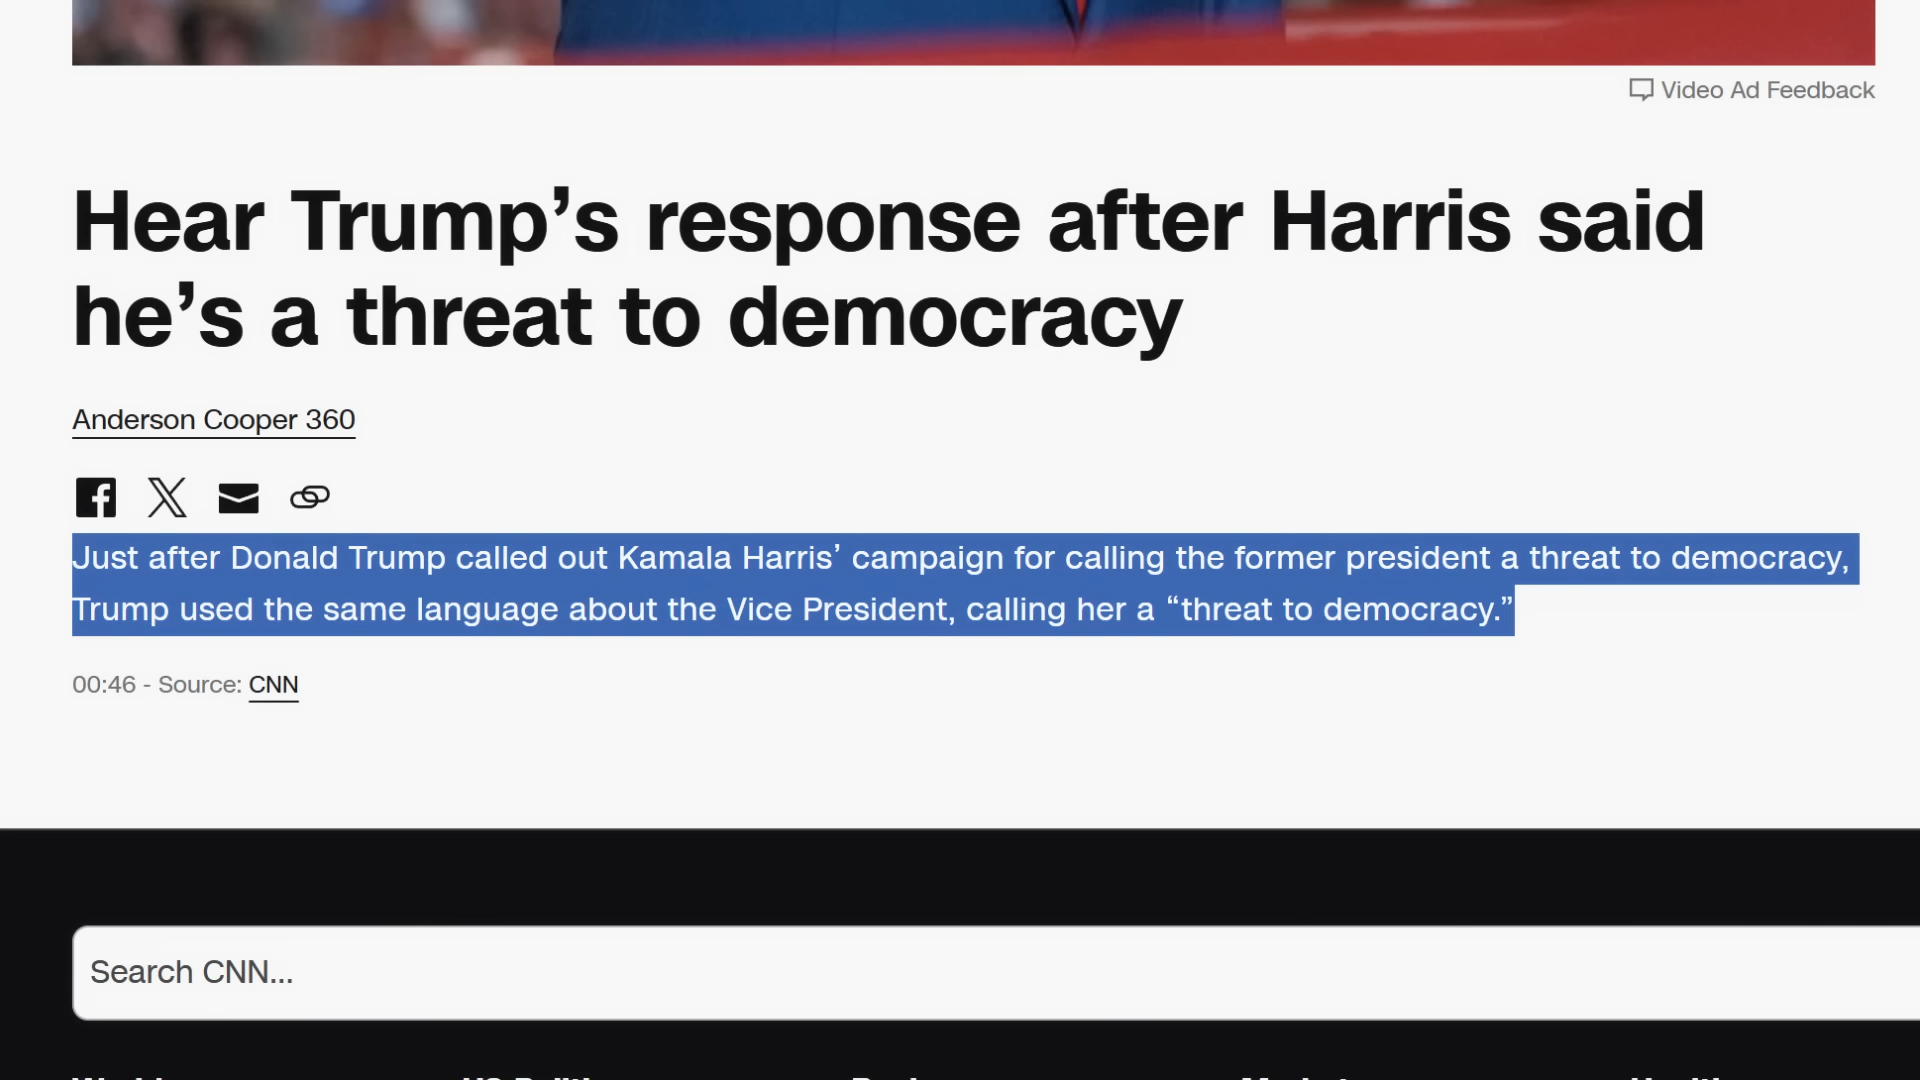 Video Ad Feedback
Hear Trump’s response after Harris said
he’s a threat to democracy
Anderson Cooper 360
Just after Donald Trump called out Kamala Harris’ campaign for calling the former president a threat to democracy,
Trump used the same language about the Vice President, calling her a “threat to democracy.”
00:46 - Source: CNN
Search CNN...